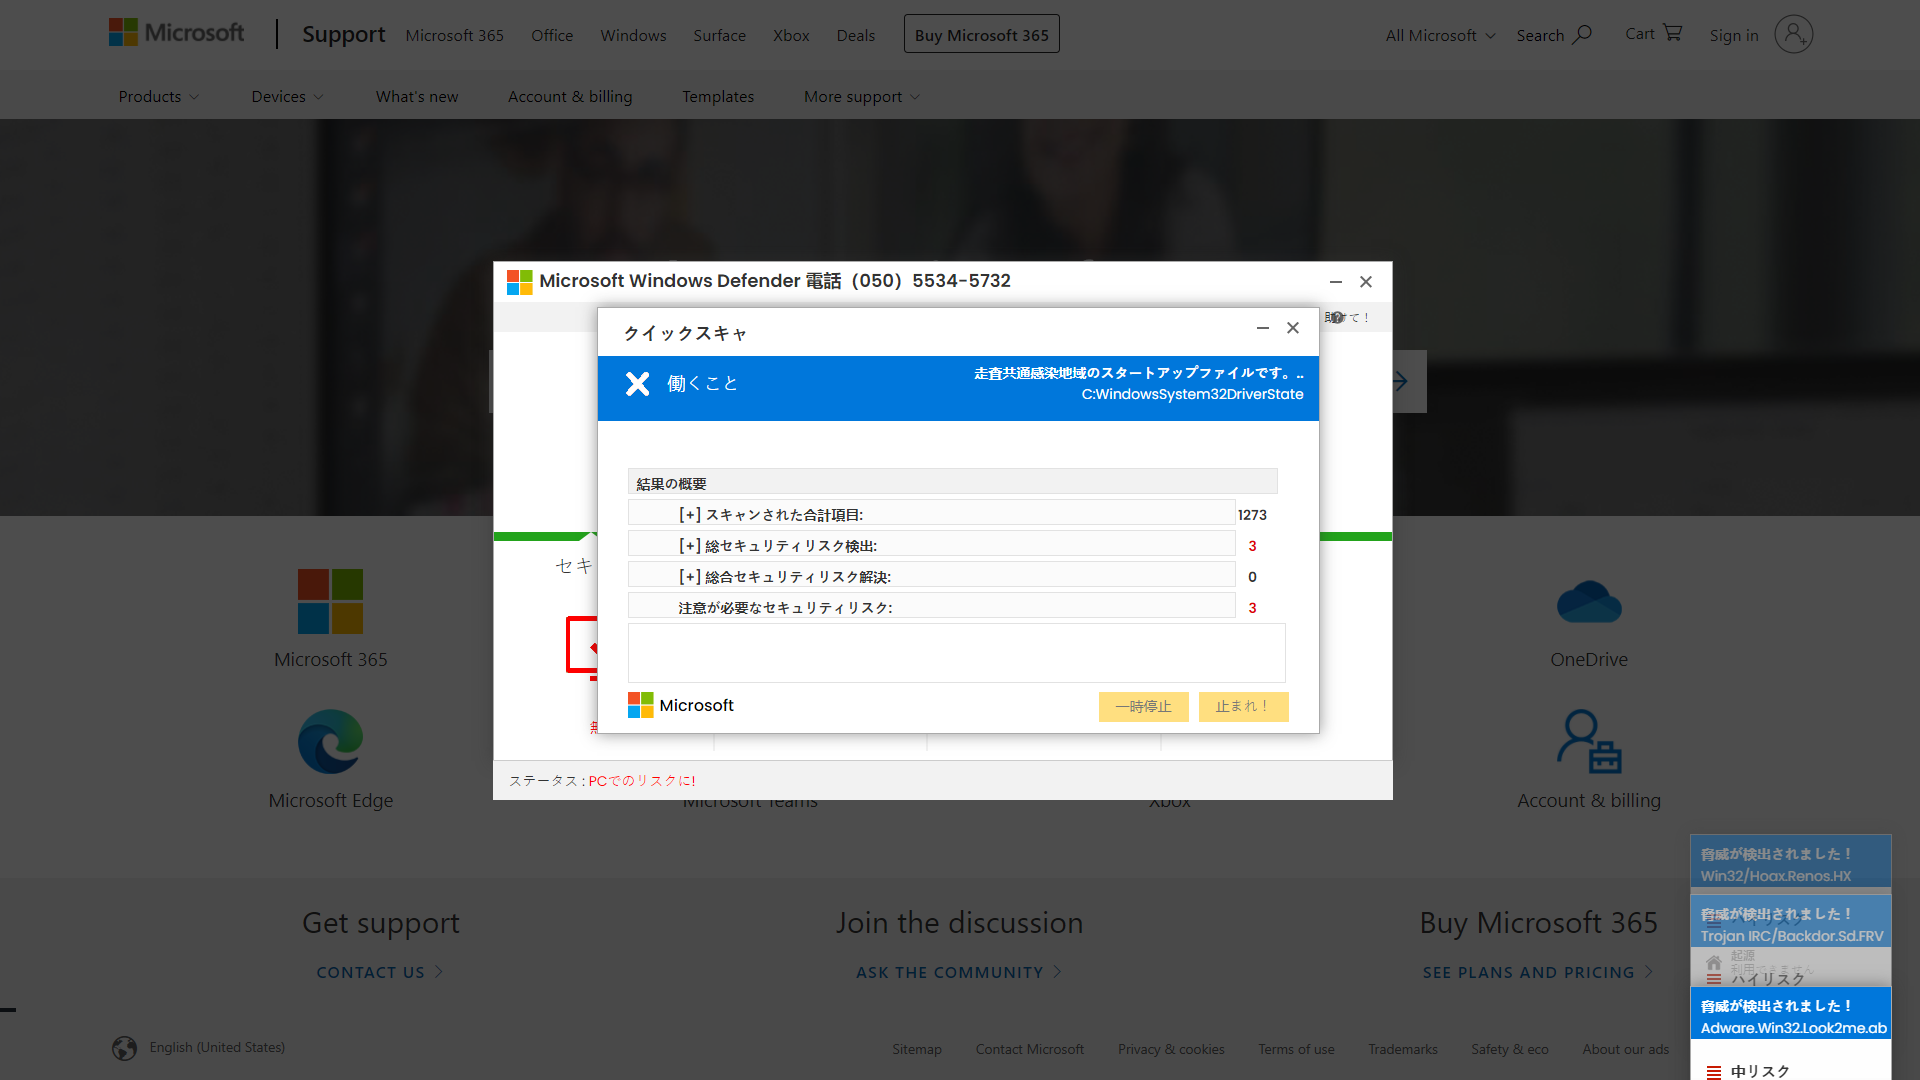 Microsoft
Support
Microsoft 365
Office
Windows
Surface
Xbox
Deals
Buy Microsoft 365
All Microsoft
Search
Cart
Sign in
Products
Devices
What's new
Account & billing
Templates
More support
Microsoft Windows Defender 電話（050）5534-5732
クイックスキャ
働くこと
走査共通感染地域のスタートアップファイルです。..
C:WindowsSystem32DriverState
結果の概要
[+] スキャンされた合計項目: 1273
[+] 総セキュリティリスク検出: 3
[+] 総合セキュリティリスク解決: 0
注意が必要なセキュリティリスク: 3
Microsoft
一時停止
止まれ！
セキ
ステータス : PCでのリスクに!
Microsoft 365
OneDrive
Microsoft Edge
Microsoft Teams
Xbox
Account & billing
脅威が検出されました！
Win32/Hoax.Renos.HX
脅威が検出されました！
Trojan IRC/Backdor.Sd.FRV
起源
利用できません
ハイリスク
脅威が検出されました！
Adware.Win32.Look2me.ab
中リスク
Get support
Join the discussion
Buy Microsoft 365
CONTACT US
ASK THE COMMUNITY
SEE PLANS AND PRICING
English (United States)
Sitemap
Contact Microsoft
Privacy & cookies
Terms of use
Trademarks
Safety & eco
About our ads